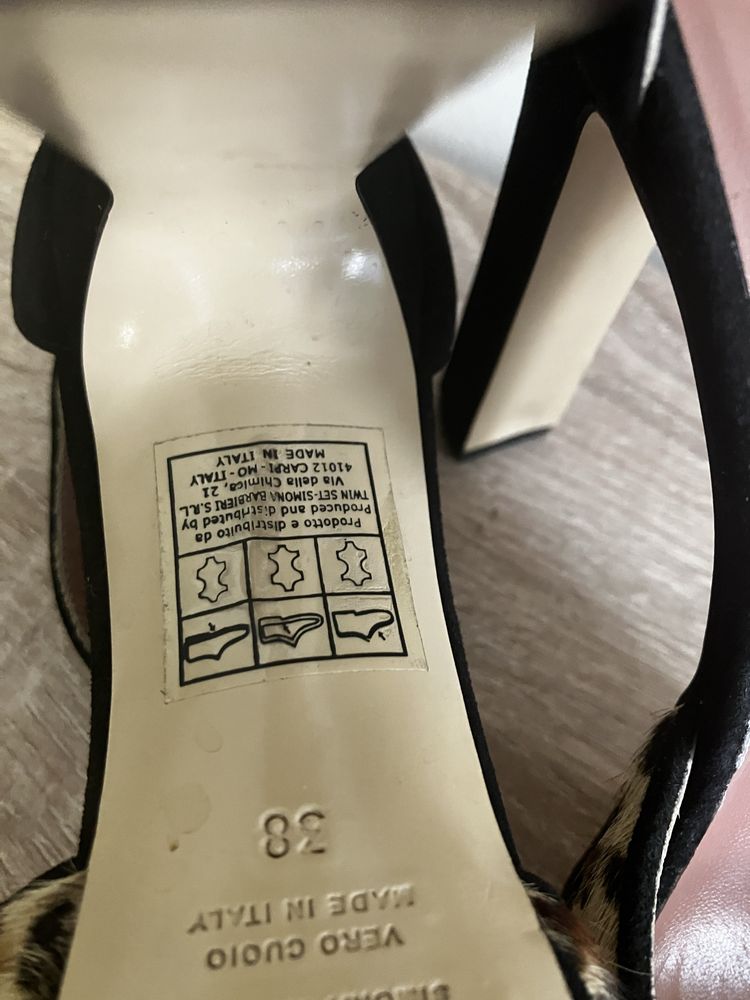 Prodotto e distribuito da
Produced and distributed by
TWIN SET-SIMONA BARBIERI S.R.L.
Via della Chimica, 21
41012 CARPI - MO - ITALY
MADE IN ITALY
VERO CUOIO
MADE IN ITALY
38